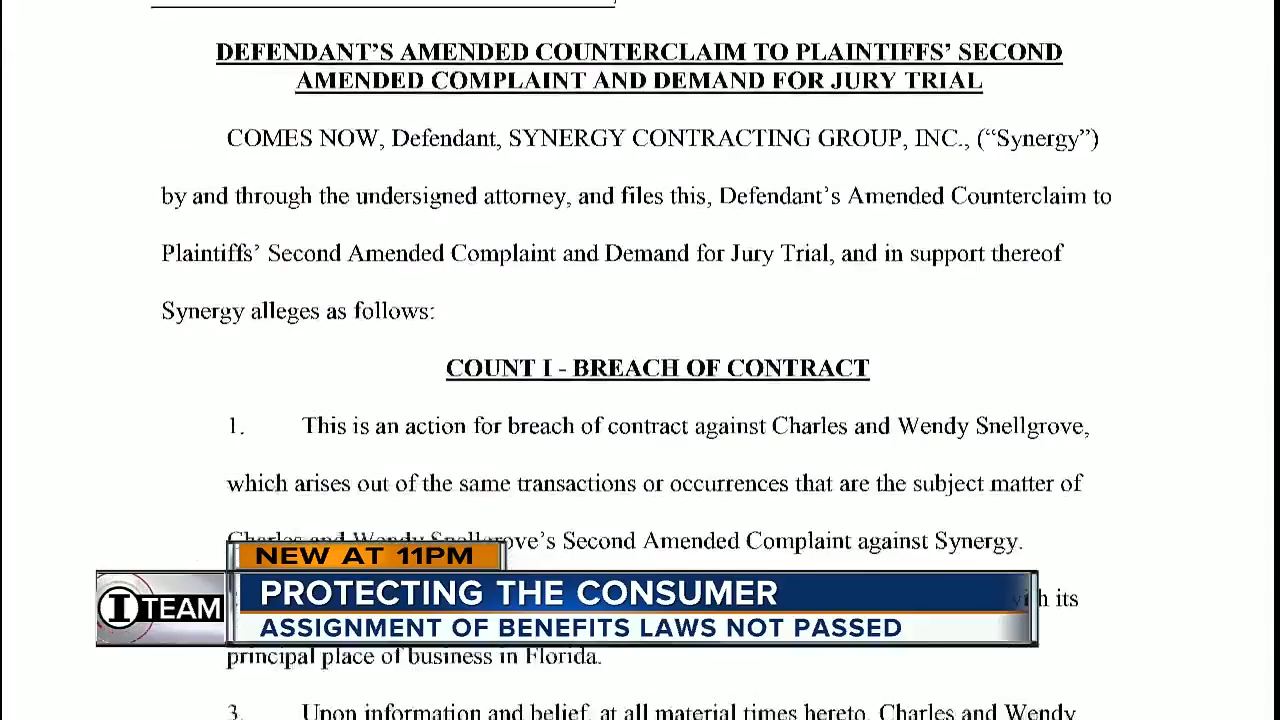 DEFENDANT’S AMENDED COUNTERCLAIM TO PLAINTIFFS’ SECOND
AMENDED COMPLAINT AND DEMAND FOR JURY TRIAL
COMES NOW, Defendant, SYNERGY CONTRACTING GROUP, INC., (“Synergy”)
by and through the undersigned attorney, and files this, Defendant’s Amended Counterclaim to
Plaintiffs’ Second Amended Complaint and Demand for Jury Trial, and in support thereof
Synergy alleges as follows:
COUNT I - BREACH OF CONTRACT
1. This is an action for breach of contract against Charles and Wendy Snellgrove,
which arises out of the same transactions or occurrences that are the subject matter of
Charles and Wendy Snellgrove’s Second Amended Complaint against Synergy.
NEW AT 11PM
I TEAM
PROTECTING THE CONSUMER
its
ASSIGNMENT OF BENEFITS LAWS NOT PASSED
principal place of business in Florida.
3. Upon information and belief, at all material times hereto, Charles and Wendy